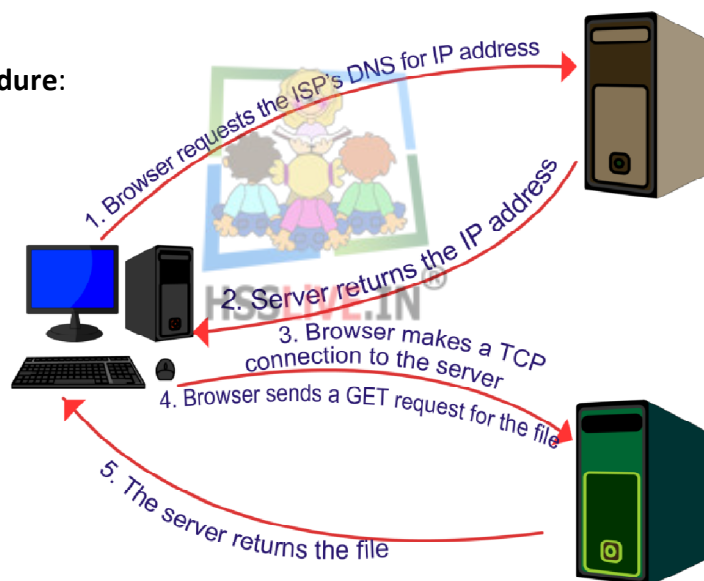 dure:
1. Browser requests the ISP's DNS for IP address
2. Server returns the IP address
HSSLIVE.IN®
3. Browser makes a TCP
connection to the server
4. Browser sends a GET request for the file
5. The server returns the file